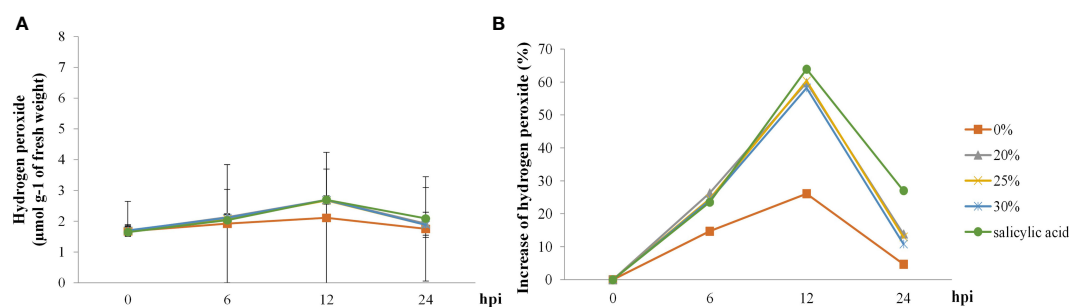 A
Hydrogen peroxide
(μmol g-1 of fresh weight)
8
7
6
5
4
3
2
1
0
0 6 12 24 hpi
B
Increase of hydrogen peroxide (%)
70
60
50
40
30
20
10
0
0 6 12 24 hpi
0%
20%
25%
30%
salicylic acid